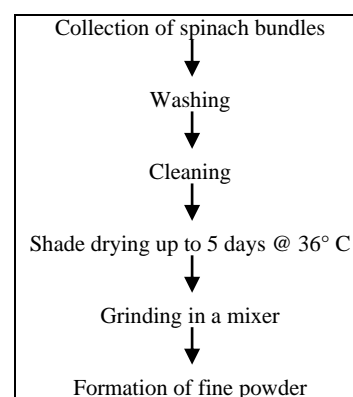 Collection of spinach bundles
Washing
Cleaning
Shade drying up to 5 days @ 36° C
Grinding in a mixer
Formation of fine powder